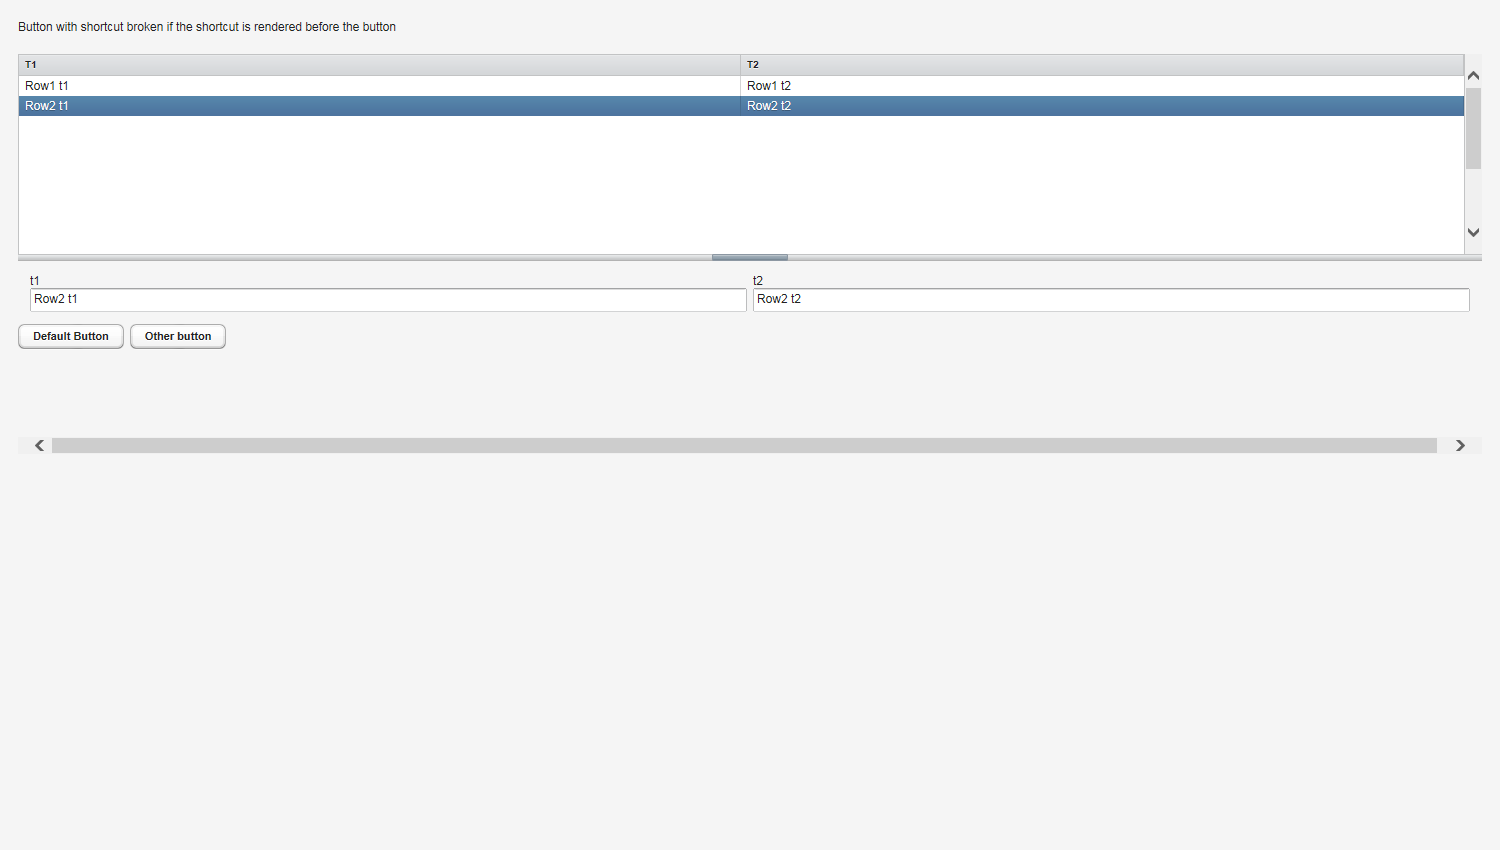 Button with shortcut broken if the shortcut is rendered before the button
T1 T2
Row1 t1 Row1 t2
Row2 t1 Row2 t2
t1 t2
Row2 t1 Row2 t2
Default Button Other button